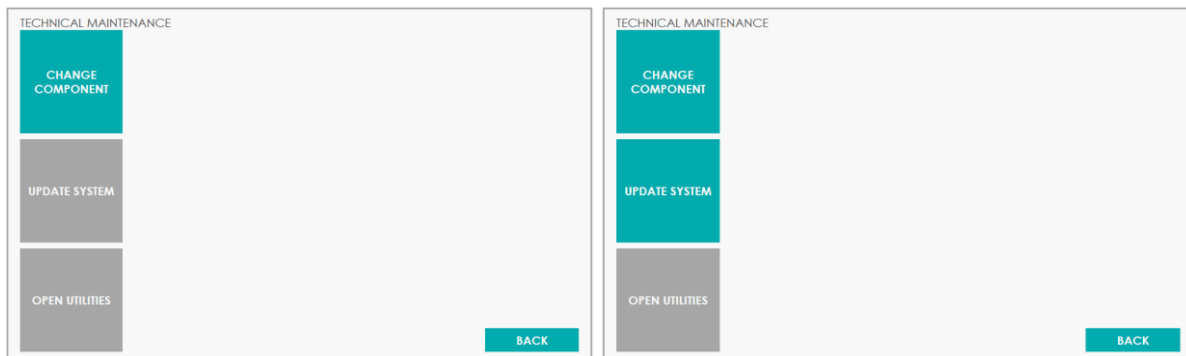 TECHNICAL MAINTENANCE
CHANGE
COMPONENT
UPDATE SYSTEM
OPEN UTILITIES
BACK
TECHNICAL MAINTENANCE
CHANGE
COMPONENT
UPDATE SYSTEM
OPEN UTILITIES
BACK